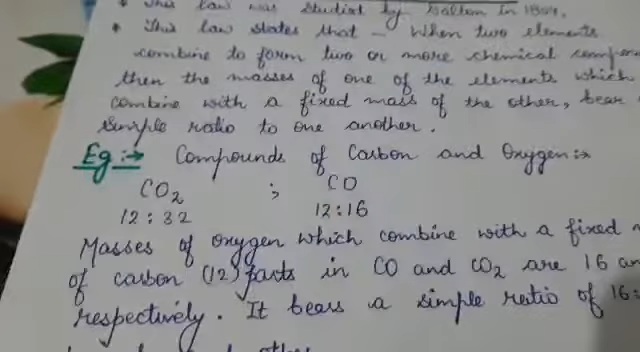 * This law was studied by Dalton in 1804.
* This law states that - When two elements
combine to form two or more chemical
then the masses of one of the elements which
combine with a fixed mass of the other, bear
simple ratio to one another.
Eg :→ Compounds of Carbon and Oxygen :→
CO₂ ; CO
12 : 32 12 : 16
Masses of oxygen which combine with a fixed
of carbon (12) parts in CO and CO₂ are 16
respectively. It bears a simple ratio of 16:
other